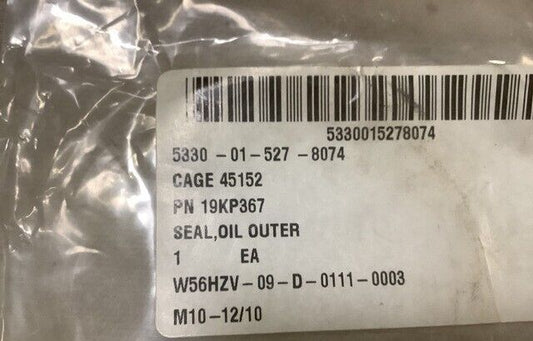 5330015278074
5330 - 01 - 527 - 8074
CAGE 45152
PN 19KP367
SEAL,OIL OUTER
1 EA
W56HZV - 09 - D - 0111 - 0003
M10 - 12/10